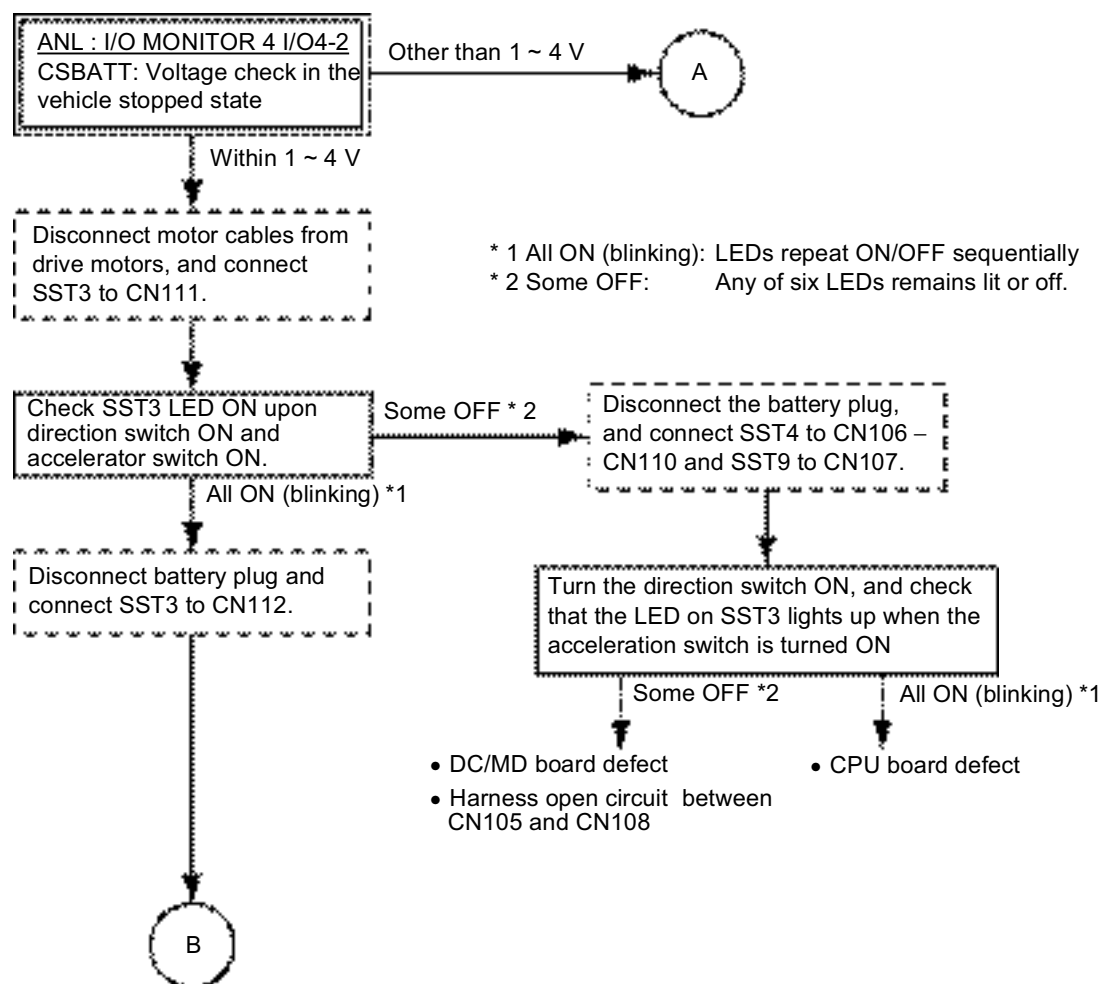 ANL : I/O MONITOR 4 I/O4-2
CSBATT: Voltage check in the
vehicle stopped state
Other than 1 ~ 4 V
A
Within 1 ~ 4 V
Disconnect motor cables from
drive motors, and connect
SST3 to CN111.
* 1 All ON (blinking): LEDs repeat ON/OFF sequentially
* 2 Some OFF: Any of six LEDs remains lit or off.
Check SST3 LED ON upon
direction switch ON and
accelerator switch ON.
Some OFF * 2
Disconnect the battery plug,
and connect SST4 to CN106 –
CN110 and SST9 to CN107.
All ON (blinking) *1
Disconnect battery plug and
connect SST3 to CN112.
Turn the direction switch ON, and check
that the LED on SST3 lights up when the
acceleration switch is turned ON
Some OFF *2
All ON (blinking) *1
• DC/MD board defect
• Harness open circuit between
CN105 and CN108
• CPU board defect
B